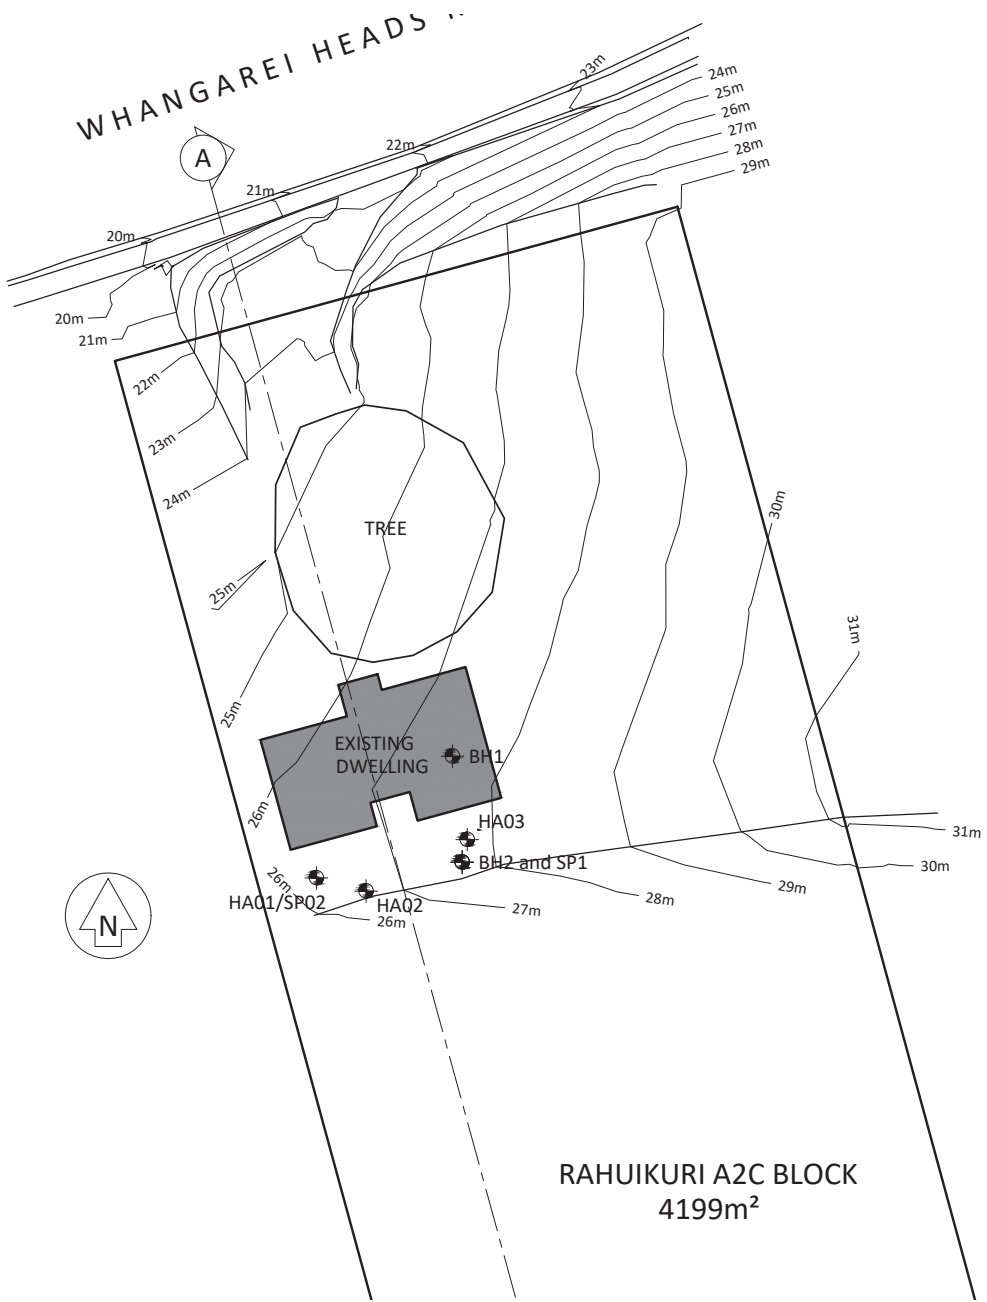 WHANGAREI HEADS
A
23m
24m
25m
26m
27m
28m
29m
22m
21m
20m
20m
21m
22m
23m
24m
25m
25m
26m
TREE
30m
31m
EXISTING
DWELLING
BH1
HA03
BH2 and SP1
26m
HA01/SP02
HA02
26m
27m
28m
29m
30m
31m
N
RAHUIKURI A2C BLOCK
4199m²